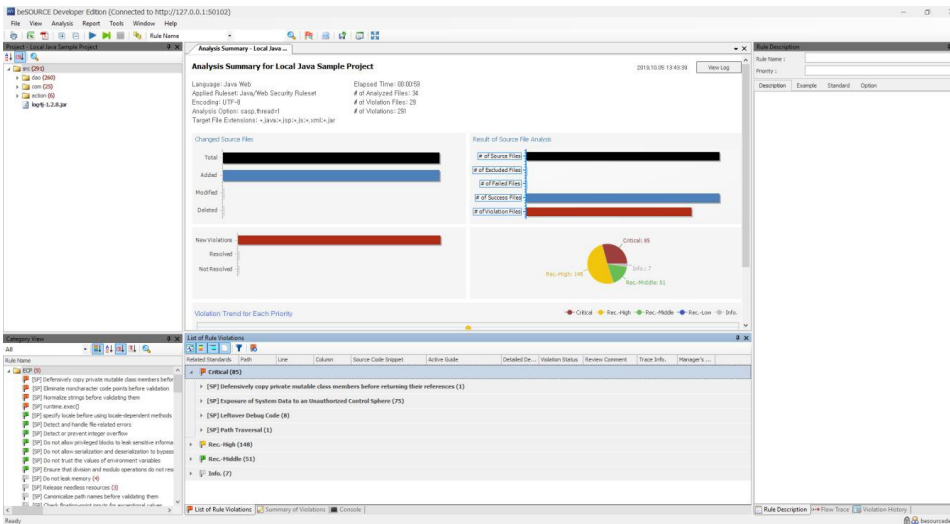 beSOURCE Developer Edition (Connected to http://127.0.0.1:50102)
File View Analysis Report Tools Window Help
Rule Name
Project - Local Java Sample Project
src (291)
dao (260)
com (25)
action (6)
log4j-1.2.8.jar
Analysis Summary - Local Java ...
Analysis Summary for Local Java Sample Project
2019.10.05 13:49:39
View Log
Language: Java Web
Applied Ruleset: Java/Web Security Ruleset
Encoding: UTF-8
Analysis Option: casp,thread=1
Target File Extensions: *.java;*.jsp;*.js;*.xml;*.jar
Elapsed Time: 00:00:59
# of Analyzed Files: 34
# of Violation Files: 29
# of Violations: 291
Changed Source Files
Total
Added
Modified
Deleted
Result of Source File Analysis
# of Source Files
# of Excluded Files
# of Failed Files
# of Success Files
# of Violation Files
New Violations
Resolved
Not Resolved
Critical: 85
Info.: 7
Rec.-High: 148
Rec.-Middle: 51
Violation Trend for Each Priority
Critical Rec.-High Rec.-Middle Rec.-Low Info.
Rule Description
Rule Name :
Priority :
Description Example Standard Option
Category View
All
Rule Name
EOP (9)
[SP] Defensively copy private mutable class members befor
[SP] Eliminate noncharacter code points before validation
[SP] Normalize strings before validating them
[SP] runtime.exec()
[SP] specify locale before using locale-dependent methods
[SP] Detect and handle file-related errors
[SP] Detect or prevent integer overflow
[SP] Do not allow privileged blocks to leak sensitive informa
[SP] Do not allow serialization and deserialization to bypass
[SP] Do not trust the values of environment variables
[SP] Ensure that division and modulo operations do not resu
[SP] Do not leak memory (4)
[SP] Release needless resources (3)
[SP] Canonicalize path names before validating them
[SP] Check floating-point inputs for exceptional values
List of Rule Violations
Related Standards Path Line Column Source Code Snippet Active Guide Detailed De... Violation Status Review Comment Trace Info. Manager's ...
Critical (85)
[SP] Defensively copy private mutable class members before returning their references (1)
[SP] Exposure of System Data to an Unauthorized Control Sphere (75)
[SP] Leftover Debug Code (8)
[SP] Path Traversal (1)
Rec.-High (148)
Rec.-Middle (51)
Info. (7)
List of Rule Violations Summary of Violations Console
Rule Description Flow Trace Violation History
Ready